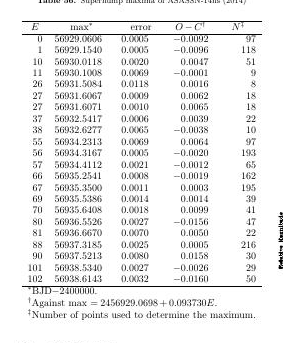 Table 56. Superhump maxima of ASASSN-14hs (2014)
E max* error O − C† N‡
0 56929.0606 0.0005 −0.0092 97
1 56929.1540 0.0005 −0.0096 118
10 56930.0118 0.0020 0.0047 51
11 56930.1008 0.0069 −0.0001 9
26 56931.5084 0.0118 0.0016 8
27 56931.6067 0.0009 0.0062 18
27 56931.6071 0.0010 0.0065 18
37 56932.5417 0.0006 0.0039 22
38 56932.6277 0.0065 −0.0038 10
55 56934.2313 0.0069 0.0064 97
56 56934.3167 0.0005 −0.0020 193
57 56934.4112 0.0021 −0.0012 65
66 56935.2541 0.0008 −0.0019 162
67 56935.3500 0.0011 0.0003 195
69 56935.5386 0.0014 0.0014 39
70 56935.6408 0.0018 0.0099 41
80 56936.5526 0.0027 −0.0156 47
81 56936.6670 0.0070 0.0050 22
88 56937.3185 0.0025 0.0005 216
90 56937.5213 0.0080 0.0158 30
101 56938.5340 0.0027 −0.0026 29
102 56938.6143 0.0032 −0.0160 50
*BJD−2400000.
†Against max = 2456929.0698 + 0.093730E.
‡Number of points used to determine the maximum.
Relative Magnitude